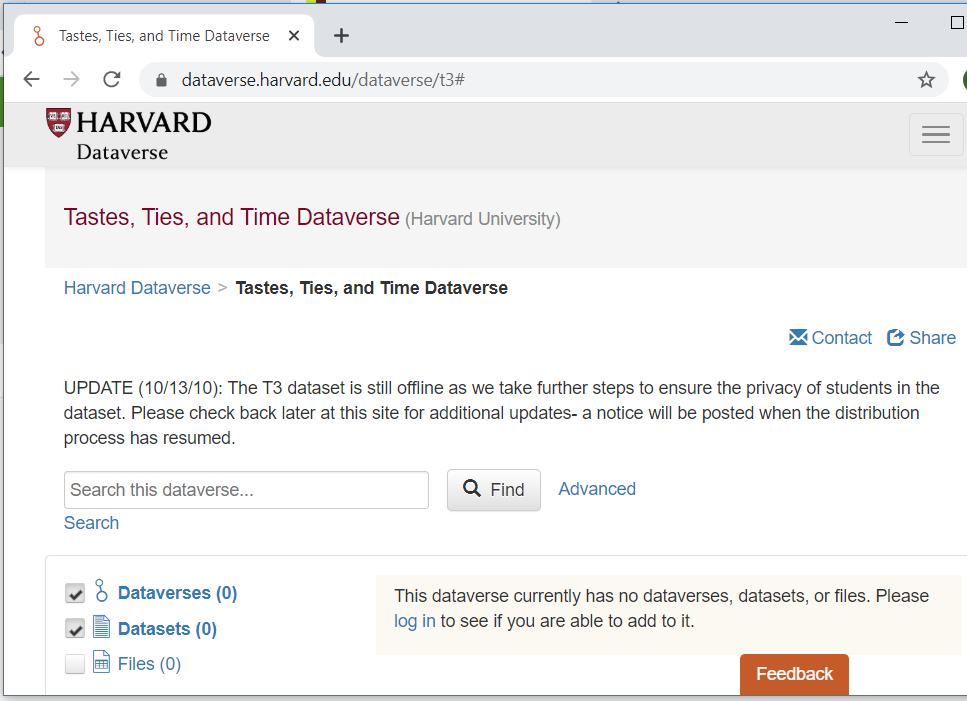 Tastes, Ties, and Time Dataverse
dataverse.harvard.edu/dataverse/t3#
HARVARD
Dataverse
Tastes, Ties, and Time Dataverse (Harvard University)
Harvard Dataverse > Tastes, Ties, and Time Dataverse
Contact Share
UPDATE (10/13/10): The T3 dataset is still offline as we take further steps to ensure the privacy of students in the
dataset. Please check back later at this site for additional updates- a notice will be posted when the distribution
process has resumed.
Search this dataverse... Find Advanced
Search
Dataverses (0)
Datasets (0)
Files (0)
This dataverse currently has no dataverses, datasets, or files. Please
log in to see if you are able to add to it.
Feedback